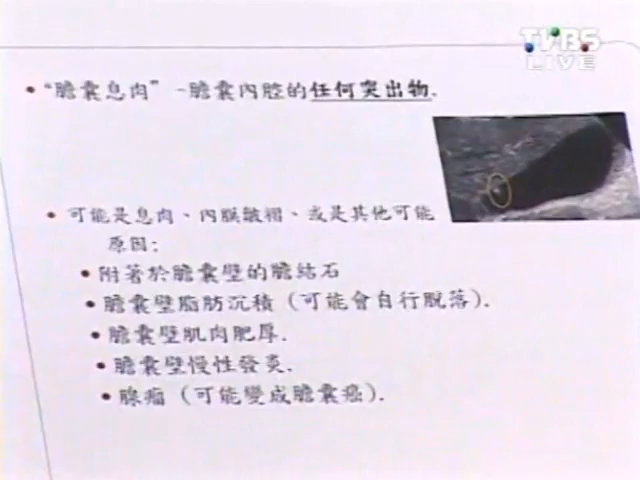 TVBS
LIVE
• “膽囊息肉” -膽囊內腔的任何突出物.
• 可能是息肉、內膜皺褶、或是其他可能
原因:
• 附著於膽囊壁的膽結石
• 膽囊壁脂肪沉積 (可能會自行脫落).
• 膽囊壁肌肉肥厚.
• 膽囊壁慢性發炎.
• 腺瘤 (可能變成膽囊癌).